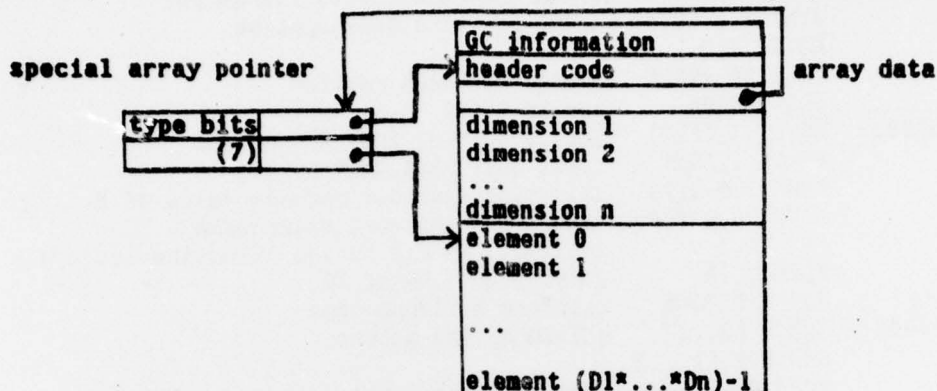 GC information
special array pointer
header code
array data
type bits
(7)
dimension 1
dimension 2
...
dimension n
element 0
element 1
...
element (D1*...*Dn)-1